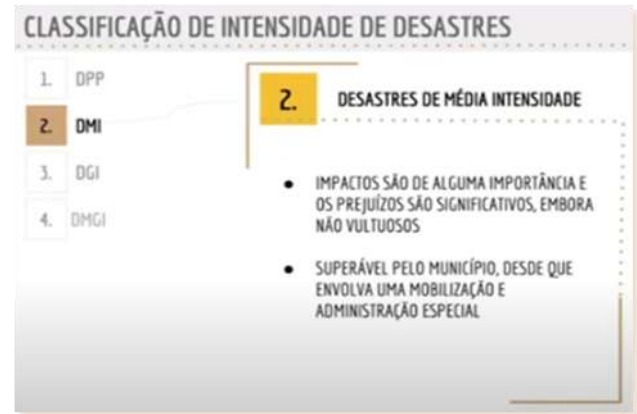 CLASSIFICAÇÃO DE INTENSIDADE DE DESASTRES
1. DPP
2. DMI
3. DGI
4. DMGI
2. DESASTRES DE MÉDIA INTENSIDADE
● IMPACTOS SÃO DE ALGUMA IMPORTÂNCIA E
OS PREJUÍZOS SÃO SIGNIFICATIVOS, EMBORA
NÃO VULTUOSOS
● SUPERÁVEL PELO MUNICÍPIO, DESDE QUE
ENVOLVA UMA MOBILIZAÇÃO E
ADMINISTRAÇÃO ESPECIAL